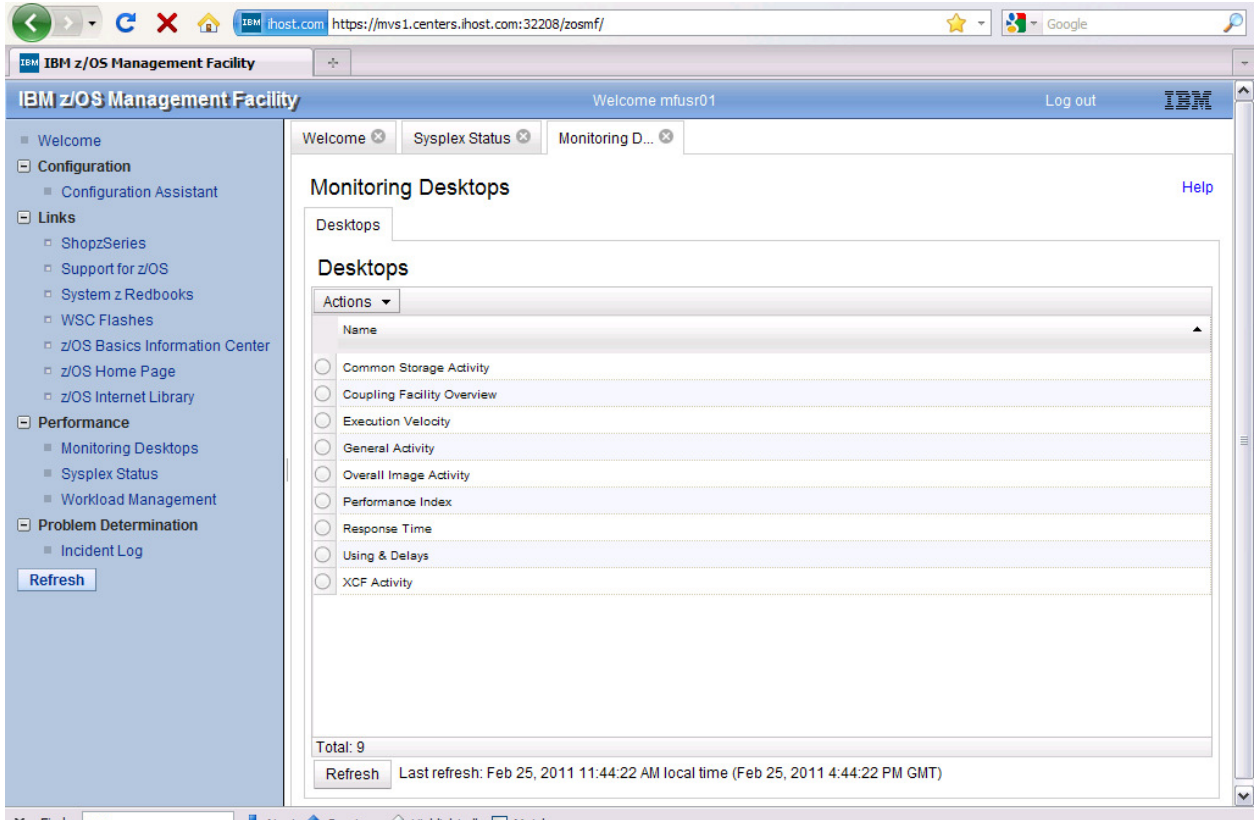 IBM ihost.com https://mvs1.centers.ihost.com:32208/zosmf/
Google
IBM IBM z/OS Management Facility
IBM z/OS Management Facility
Welcome mfusr01
Log out
IBM
Welcome
Configuration
Configuration Assistant
Links
ShopzSeries
Support for z/OS
System z Redbooks
WSC Flashes
z/OS Basics Information Center
z/OS Home Page
z/OS Internet Library
Performance
Monitoring Desktops
Sysplex Status
Workload Management
Problem Determination
Incident Log
Refresh
Welcome
Sysplex Status
Monitoring D...
Monitoring Desktops
Help
Desktops
Desktops
Actions
Name
Common Storage Activity
Coupling Facility Overview
Execution Velocity
General Activity
Overall Image Activity
Performance Index
Response Time
Using & Delays
XCF Activity
Total: 9
Refresh
Last refresh: Feb 25, 2011 11:44:22 AM local time (Feb 25, 2011 4:44:22 PM GMT)